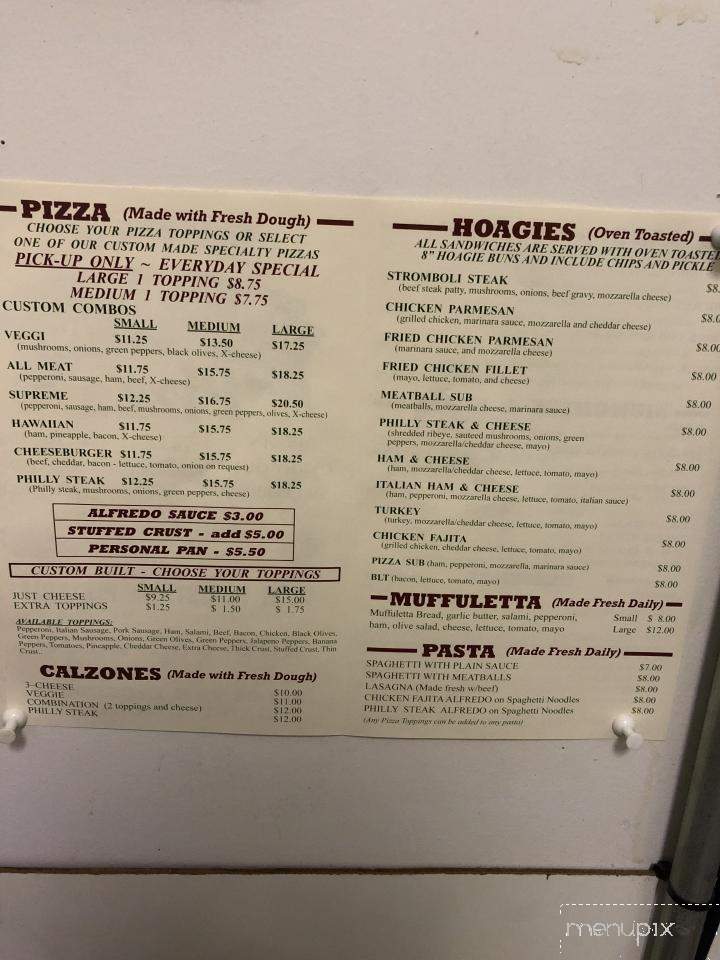 PIZZA (Made with Fresh Dough)
CHOOSE YOUR PIZZA TOPPINGS OR SELECT
ONE OF OUR CUSTOM MADE SPECIALTY PIZZAS
PICK-UP ONLY ~ EVERYDAY SPECIAL
LARGE 1 TOPPING $8.75
MEDIUM 1 TOPPING $7.75
CUSTOM COMBOS
SMALL MEDIUM LARGE
VEGGI $11.25 $13.50 $17.25
(mushrooms, onions, green peppers, black olives, X-cheese)
ALL MEAT $11.75 $15.75 $18.25
(pepperoni, sausage, ham, beef, X-cheese)
SUPREME $12.25 $16.75 $20.50
(pepperoni, sausage, ham, beef, mushrooms, onions, green peppers, olives, X-cheese)
HAWAIIAN $11.75 $15.75 $18.25
(ham, pineapple, bacon, X-cheese)
CHEESEBURGER $11.75 $15.75 $18.25
(beef, cheddar, bacon - lettuce, tomato, onion on request)
PHILLY STEAK $12.25 $15.75 $18.25
(Philly steak, mushrooms, onions, green peppers, cheese)
ALFREDO SAUCE $3.00
STUFFED CRUST - add $5.00
PERSONAL PAN - $5.50
CUSTOM BUILT - CHOOSE YOUR TOPPINGS
SMALL MEDIUM LARGE
JUST CHEESE $9.25 $11.00 $15.00
EXTRA TOPPINGS $1.25 $ 1.50 $ 1.75
AVAILABLE TOPPINGS:
Pepperoni, Italian Sausage, Pork Sausage, Ham, Salami, Beef, Bacon, Chicken, Black Olives,
Green Peppers, Mushrooms, Onions, Green Olives, Green Peppers, Jalapeno Peppers, Banana
Peppers, Tomatoes, Pineapple, Cheddar Cheese, Extra Cheese, Thick Crust, Stuffed Crust, Thin
Crust..
CALZONES (Made with Fresh Dough)
3-CHEESE $10.00
VEGGIE $11.00
COMBINATION (2 toppings and cheese) $12.00
PHILLY STEAK $12.00
HOAGIES (Oven Toasted)
ALL SANDWICHES ARE SERVED WITH OVEN TOASTED
8" HOAGIE BUNS AND INCLUDE CHIPS AND PICKLE
STROMBOLI STEAK $8.
(beef steak patty, mushrooms, onions, beef gravy, mozzarella cheese)
CHICKEN PARMESAN $8.0
(grilled chicken, marinara sauce, mozzarella and cheddar cheese)
FRIED CHICKEN PARMESAN $8.00
(marinara sauce, and mozzarella cheese)
FRIED CHICKEN FILLET $8.00
(mayo, lettuce, tomato, and cheese)
MEATBALL SUB $8.00
(meatballs, mozzarella cheese, marinara sauce)
PHILLY STEAK & CHEESE $8.00
(shredded ribeye, sauteed mushrooms, onions, green
peppers, mozzarella/cheddar cheese, mayo)
HAM & CHEESE $8.00
(ham, mozzarella/cheddar cheese, lettuce, tomato, mayo)
ITALIAN HAM & CHEESE $8.00
(ham, pepperoni, mozzarella cheese, lettuce, tomato, italian sauce)
TURKEY $8.00
(turkey, mozzarella/cheddar cheese, lettuce, tomato, mayo)
CHICKEN FAJITA $8.00
(grilled chicken, cheddar cheese, lettuce, tomato, mayo)
PIZZA SUB (ham, pepperoni, mozzarella, marinara sauce) $8.00
BLT (bacon, lettuce, tomato, mayo) $8.00
MUFFULETTA (Made Fresh Daily)
Muffuletta Bread, garlic butter, salami, pepperoni, Small $ 8.00
ham, olive salad, cheese, lettuce, tomato, mayo Large $12.00
PASTA (Made Fresh Daily)
SPAGHETTI WITH PLAIN SAUCE $7.00
SPAGHETTI WITH MEATBALLS $8.00
LASAGNA (Made fresh w/beef) $8.00
CHICKEN FAJITA ALFREDO on Spaghetti Noodles $8.00
PHILLY STEAK ALFREDO on Spaghetti Noodles $8.00
(Any Pizza Toppings can be added to any pasta)
menupix